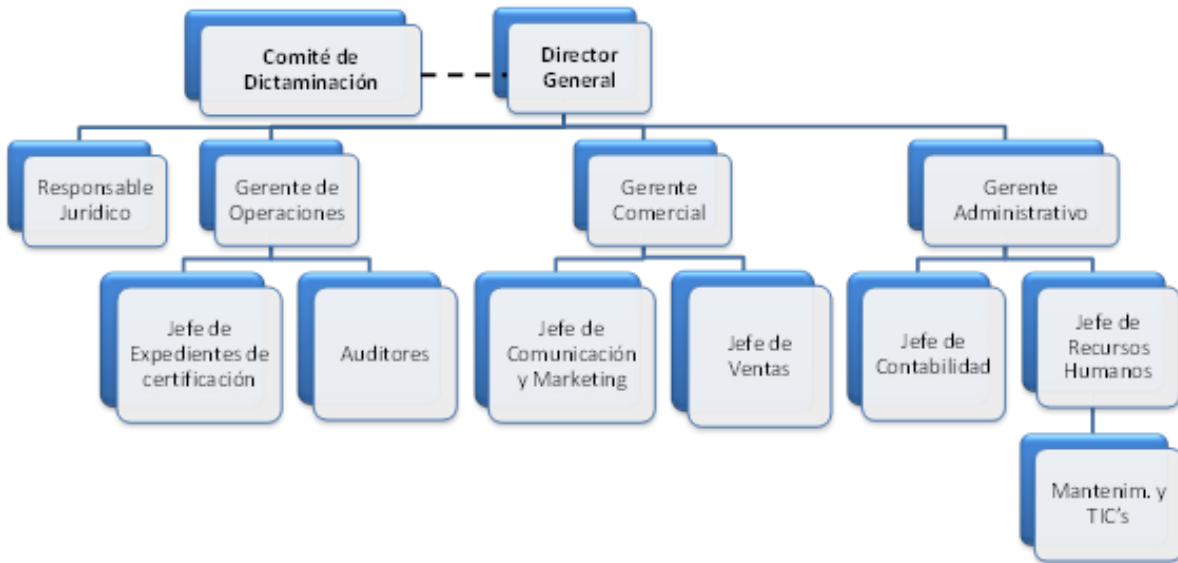 Comité de
Dictaminación
Director
General
Responsable
Jurídico
Gerente de
Operaciones
Gerente
Comercial
Gerente
Administrativo
Jefe de
Expedientes de
certificación
Auditores
Jefe de
Comunicación
y Marketing
Jefe de
Ventas
Jefe de
Contabilidad
Jefe de
Recursos
Humanos
Mantenim. y
TIC's